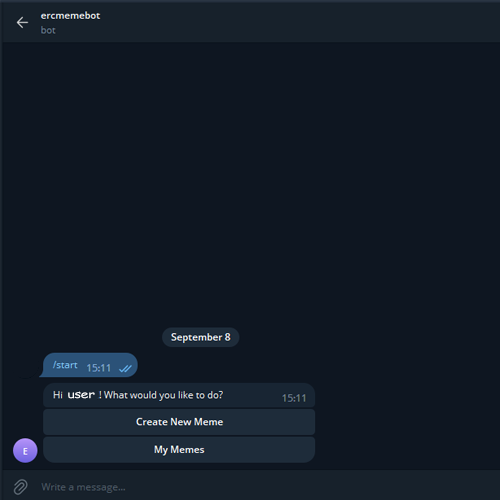 ercmemebot
bot
September 8
/start 15:11
Hi user ! What would you like to do? 15:11
Create New Meme
My Memes
E
Write a message...